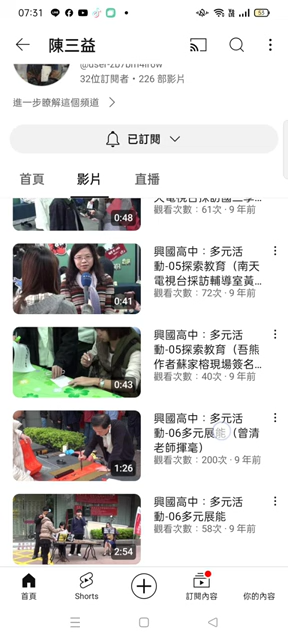 07:31
53
陳三益
@user-zb7bm4if6w
32位訂閱者・226 部影片
進一步瞭解這個頻道
已訂閱
首頁 影片 直播
0:48
觀看次數：61次・9 年前
0:41
興國高中：多元活
動-05探索教育（南天
電視台採訪輔導室黃...
觀看次數：72次・9 年前
0:43
興國高中：多元活
動-05探索教育（吾熊
作者蘇家榕現場簽名...
觀看次數：40次・9 年前
1:26
興國高中：多元活
動-06多元展能（曾清
老師揮毫）
觀看次數：200次・9 年前
2:54
興國高中：多元活
動-06多元展能
觀看次數：58次・9 年前
首頁 Shorts 訂閱內容 你的內容